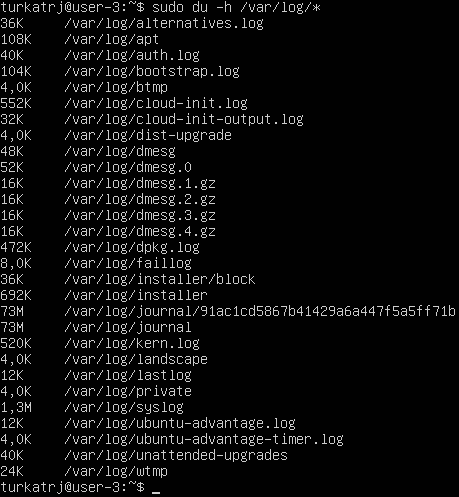 turkatrj@user-3:~$ sudo du -h /var/log/*
36K /var/log/alternatives.log
108K /var/log/apt
40K /var/log/auth.log
104K /var/log/bootstrap.log
4,0K /var/log/btmp
552K /var/log/cloud-init.log
32K /var/log/cloud-init-output.log
4,0K /var/log/dist-upgrade
48K /var/log/dmesg
52K /var/log/dmesg.0
16K /var/log/dmesg.1.gz
16K /var/log/dmesg.2.gz
16K /var/log/dmesg.3.gz
16K /var/log/dmesg.4.gz
472K /var/log/dpkg.log
8,0K /var/log/faillog
36K /var/log/installer/block
692K /var/log/installer
73M /var/log/journal/91ac1cd5867b41429a6a447f5a5ff71b
73M /var/log/journal
520K /var/log/kern.log
4,0K /var/log/landscape
12K /var/log/lastlog
4,0K /var/log/private
1,3M /var/log/syslog
12K /var/log/ubuntu-advantage.log
4,0K /var/log/ubuntu-advantage-timer.log
40K /var/log/unattended-upgrades
24K /var/log/wtmp
turkatrj@user-3:~$ _